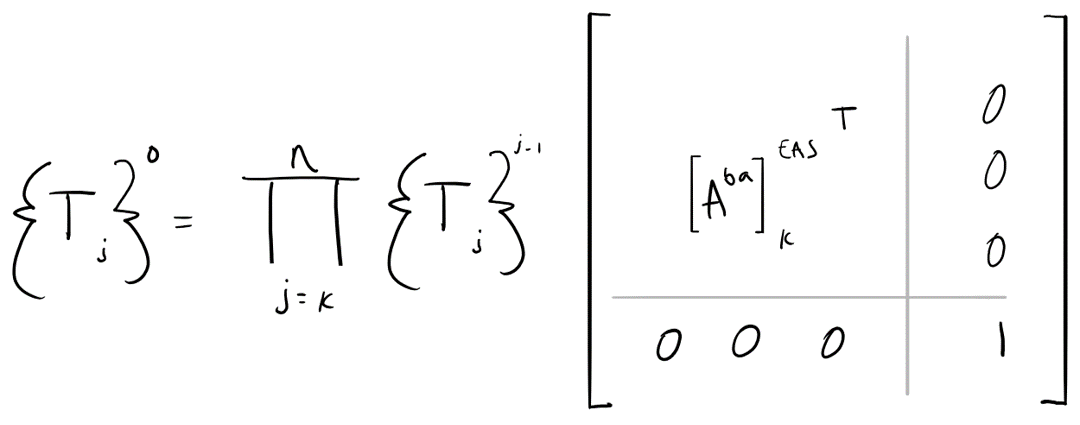 {T_j}^0 = ∏_{j=k}^{n} {T_j}^{j-1} [ [A^{ba}]_k^{EAS T} | 0
0
0
0 0 0 | 1 ]